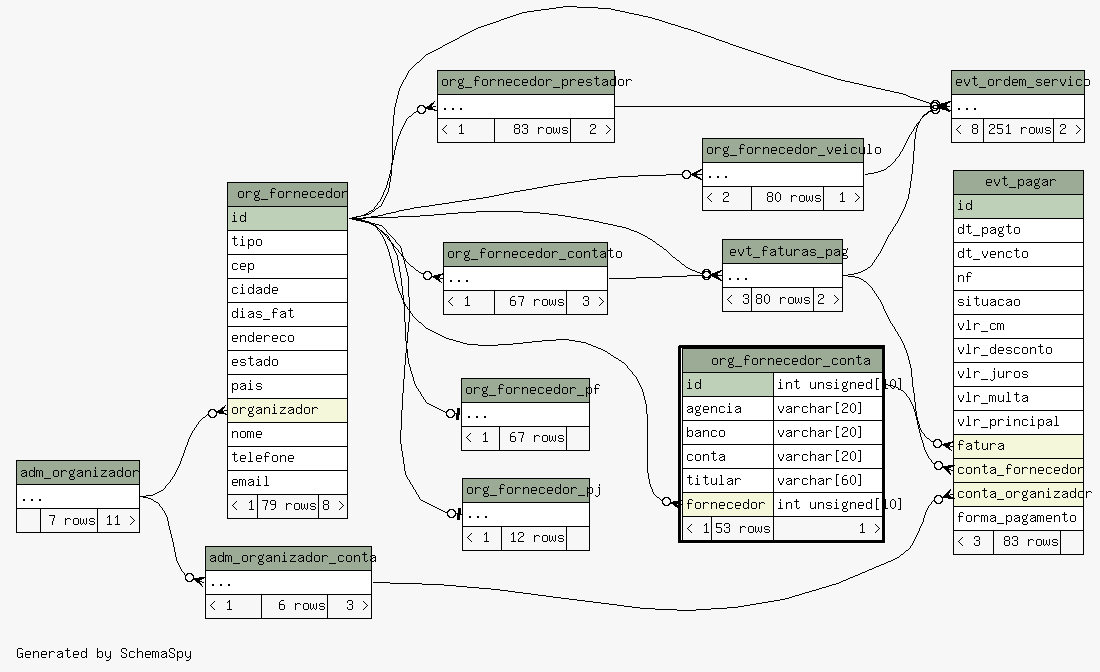 org_fornecedor_prestador
...
< 1 83 rows 2 >
evt_ordem_servico
...
< 8 251 rows 2 >
org_fornecedor_veiculo
...
< 2 80 rows 1 >
org_fornecedor
id
tipo
cep
cidade
dias_fat
endereco
estado
pais
organizador
nome
telefone
email
< 1 79 rows 8 >
org_fornecedor_contato
...
< 1 67 rows 3 >
evt_faturas_pag
...
< 3 80 rows 2 >
evt_pagar
id
dt_pagto
dt_vencto
nf
situacao
vlr_cm
vlr_desconto
vlr_juros
vlr_multa
vlr_principal
fatura
conta_fornecedor
conta_organizador
forma_pagamento
< 3 83 rows
org_fornecedor_conta
id int unsigned[10]
agencia varchar[20]
banco varchar[20]
conta varchar[20]
titular varchar[60]
fornecedor int unsigned[10]
< 1 53 rows 1 >
org_fornecedor_pf
...
< 1 67 rows
org_fornecedor_pj
...
< 1 12 rows
adm_organizador
...
7 rows 11 >
adm_organizador_conta
...
< 1 6 rows 3 >
Generated by SchemaSpy